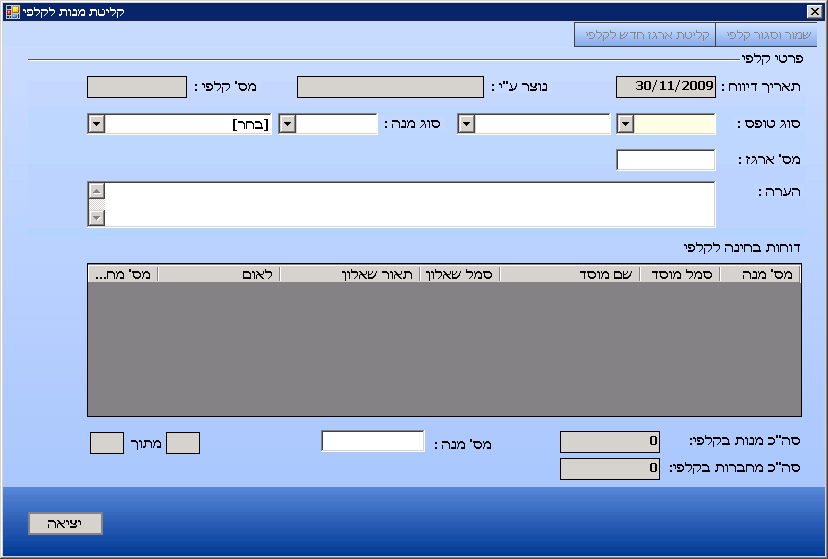 קליטת מנות לקלפי
שמור וסגור קלפי קליטת ארגז חדש לקלפי
פרטי קלפי
תאריך דיווח : 30/11/2009 נוצר ע"י : מס' קלפי :
סוג טופס : סוג מנה : [בחר]
מס' ארגז :
הערה :
דוחות בחינה לקלפי
מס' מנה סמל מוסד שם מוסד סמל שאלון תאור שאלון לאום מס' מח...
סה"כ מנות בקלפי: 0 מס' מנה : מתוך
סה"כ מחברות בקלפי: 0
יציאה